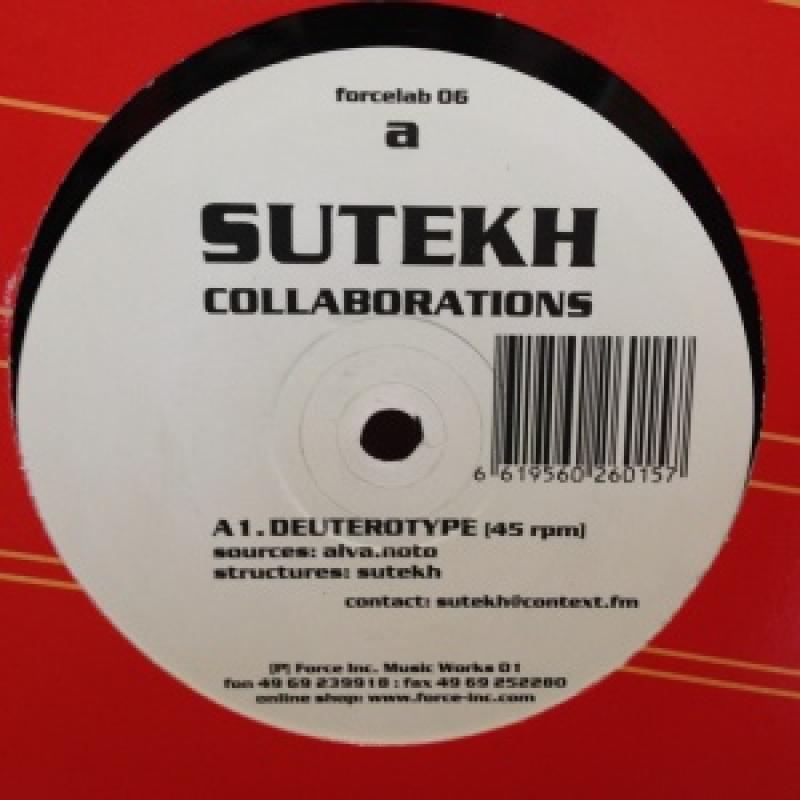 forcelab 06
a
SUTEKH
COLLABORATIONS
6 619560 260157
A1. DEUTEROTYPE (45 rpm)
sources: alva.noto
structures: sutekh
contact: sutekh@context.fm
(P) Force Inc. Music Works 01
fon 49 69 239918 : fax 49 69 252280
online shop: www.force-inc.com